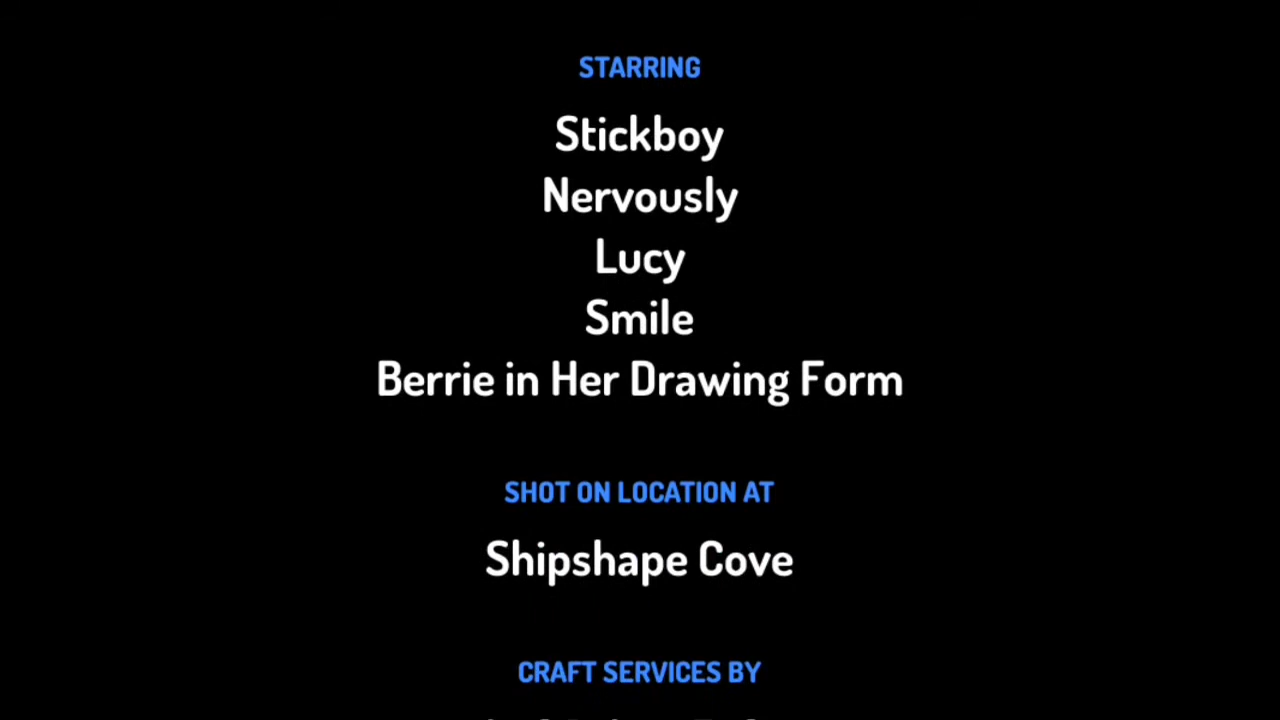 STARRING
Stickboy
Nervously
Lucy
Smile
Berrie in Her Drawing Form
SHOT ON LOCATION AT
Shipshape Cove
CRAFT SERVICES BY